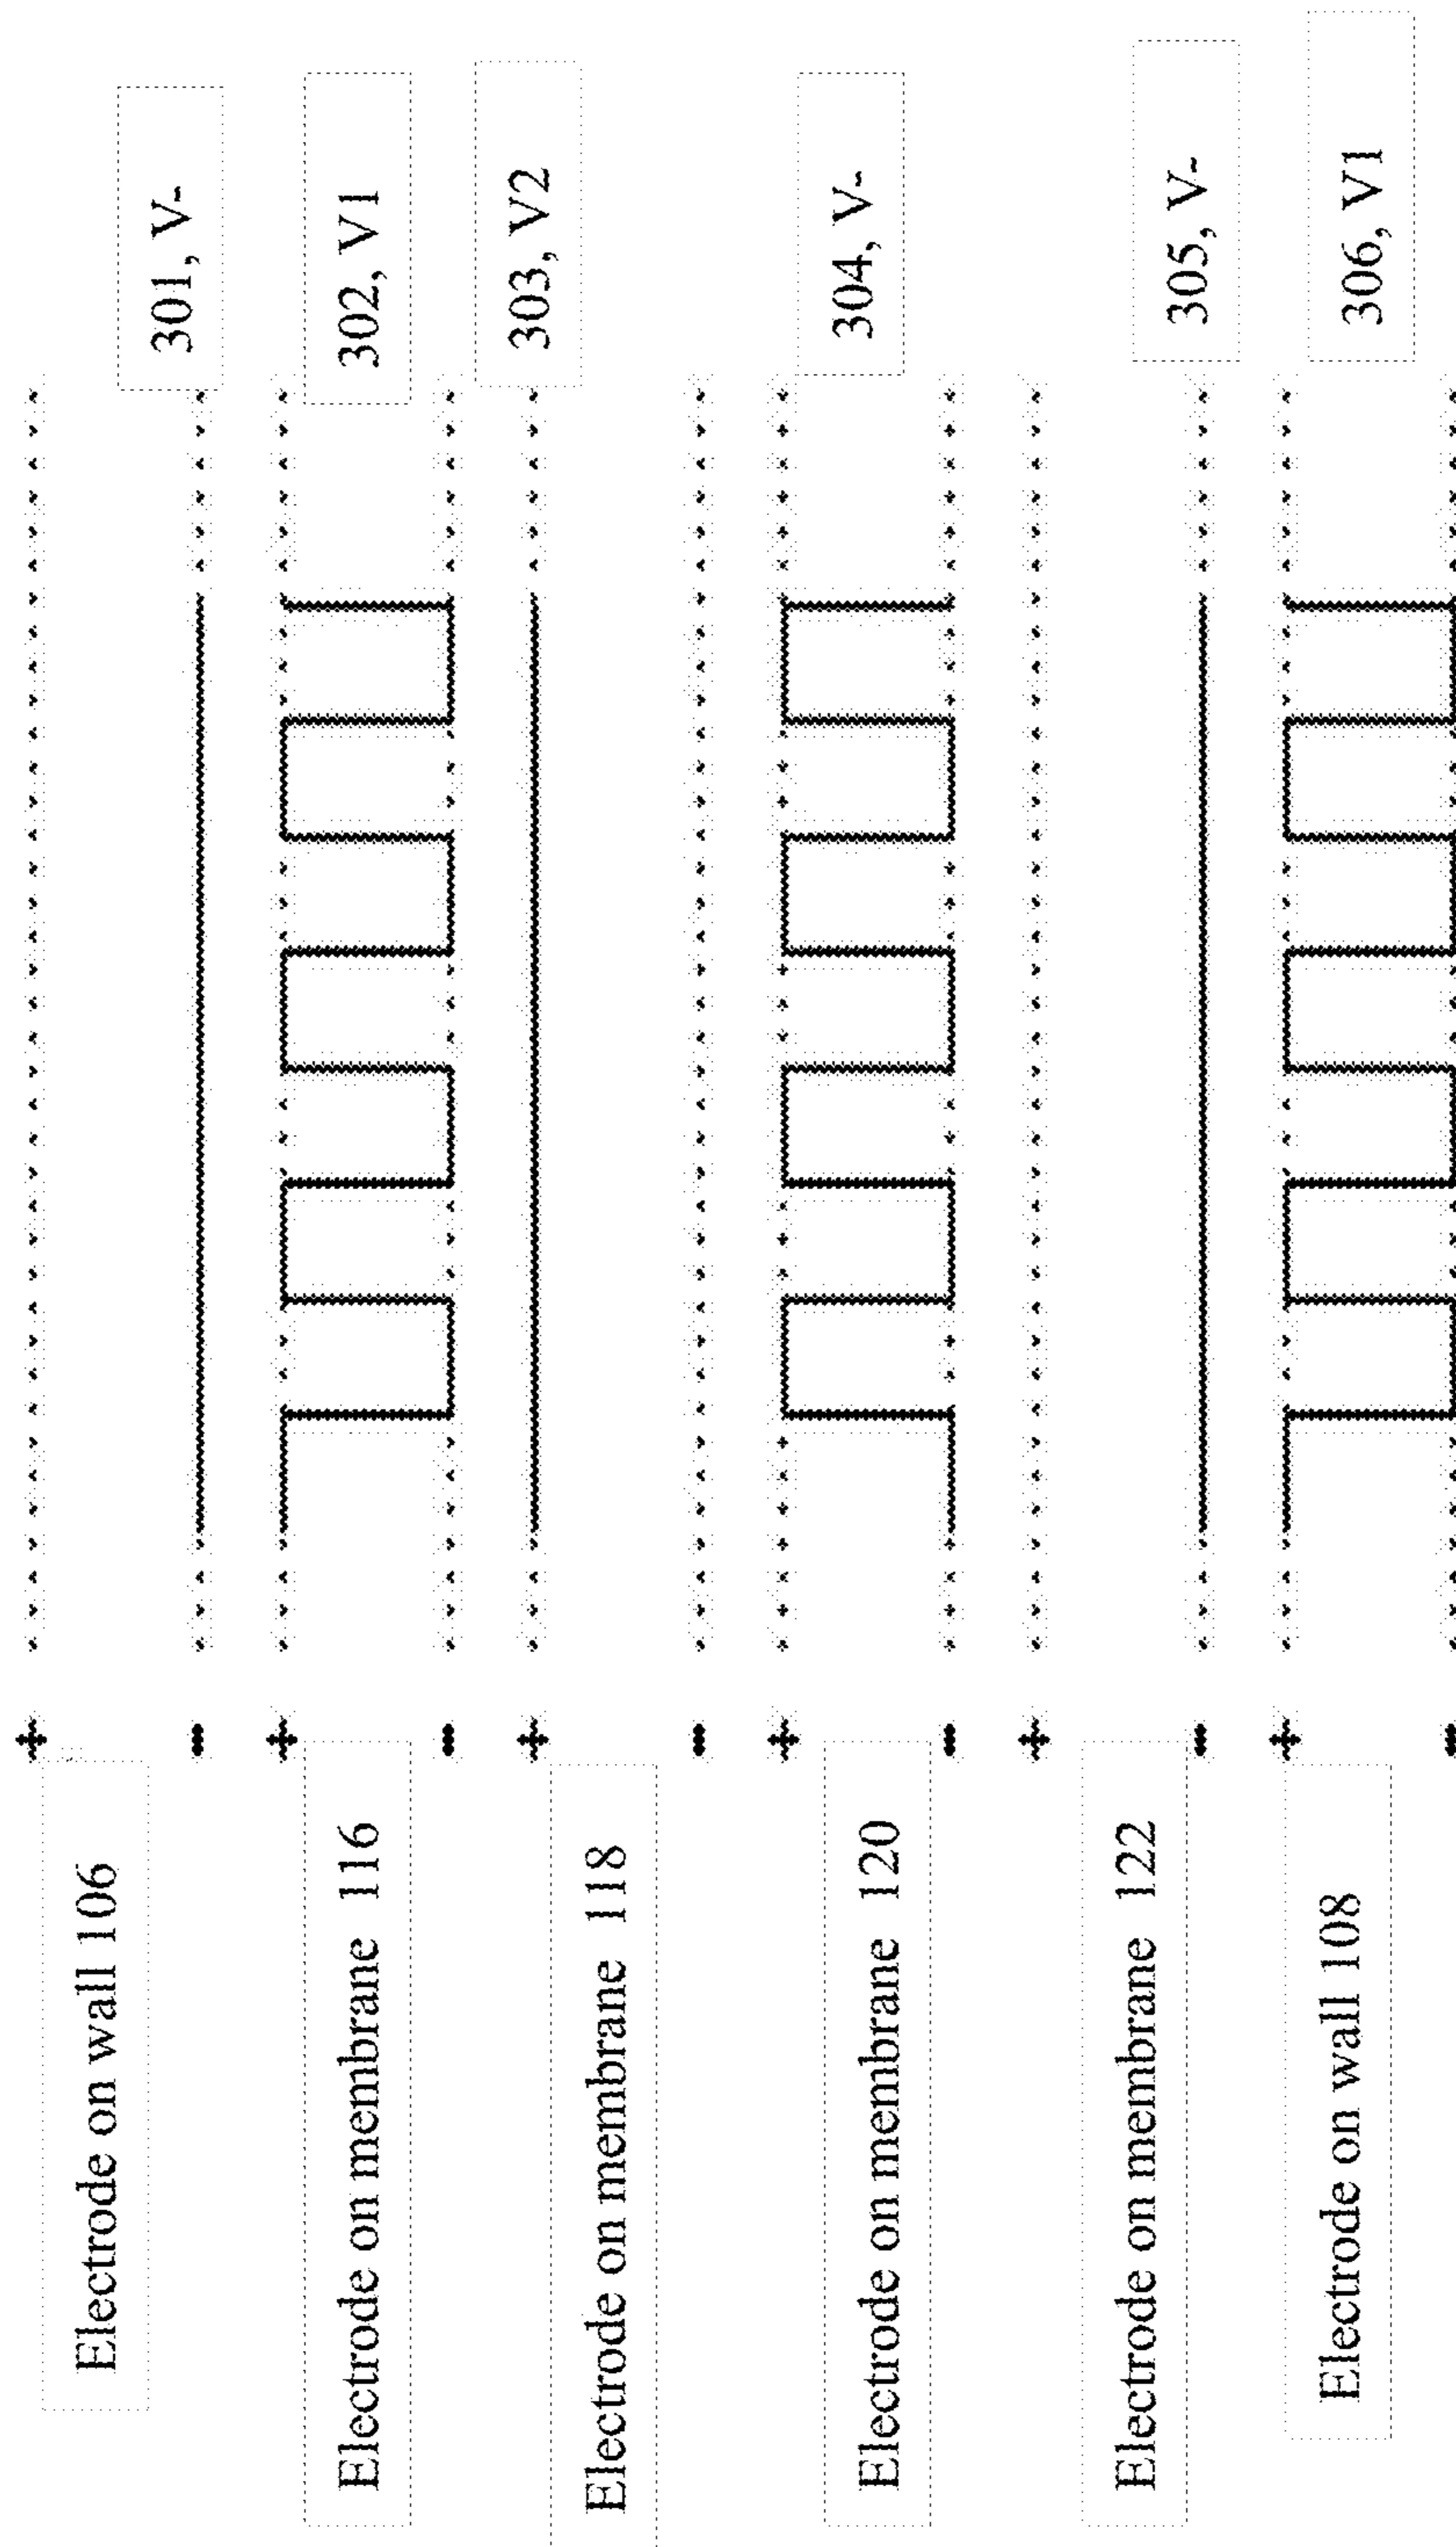 Electrode on wall 106
+
-
301, V-
Electrode on membrane 116
+
-
302, V1
Electrode on membrane 118
+
-
303, V2
Electrode on membrane 120
+
-
304, V-
Electrode on membrane 122
+
-
305, V-
Electrode on wall 108
+
-
306, V1